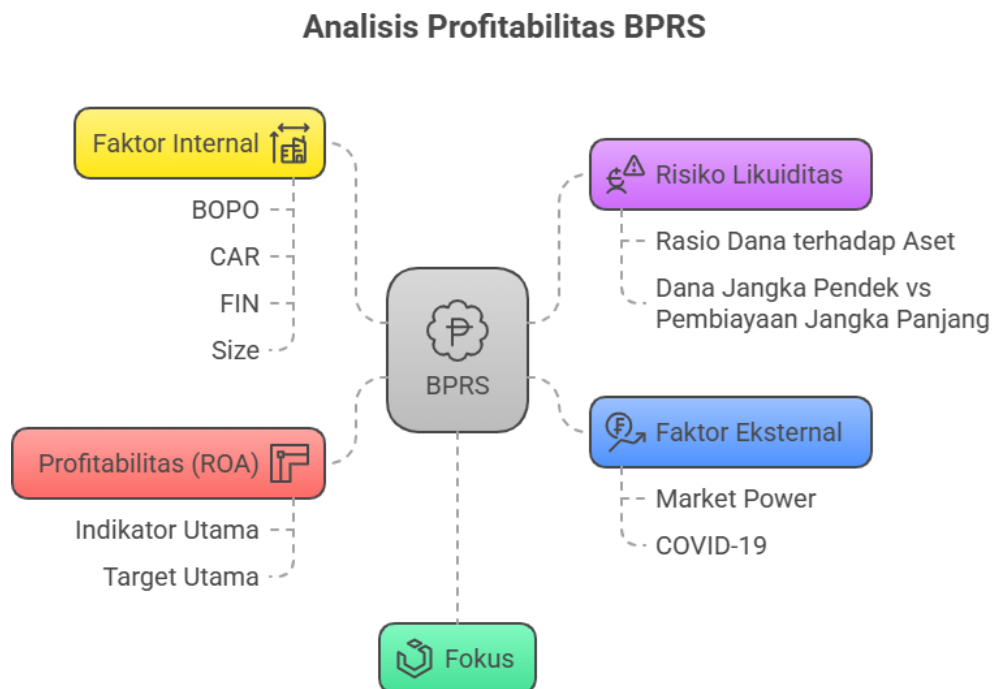 Analisis Profitabilitas BPRS
Faktor Internal
BOPO
CAR
FIN
Size
Profitabilitas (ROA)
Indikator Utama
Target Utama
BPRS
Risiko Likuiditas
Rasio Dana terhadap Aset
Dana Jangka Pendek vs
Pembiayaan Jangka Panjang
Faktor Eksternal
Market Power
COVID-19
Fokus